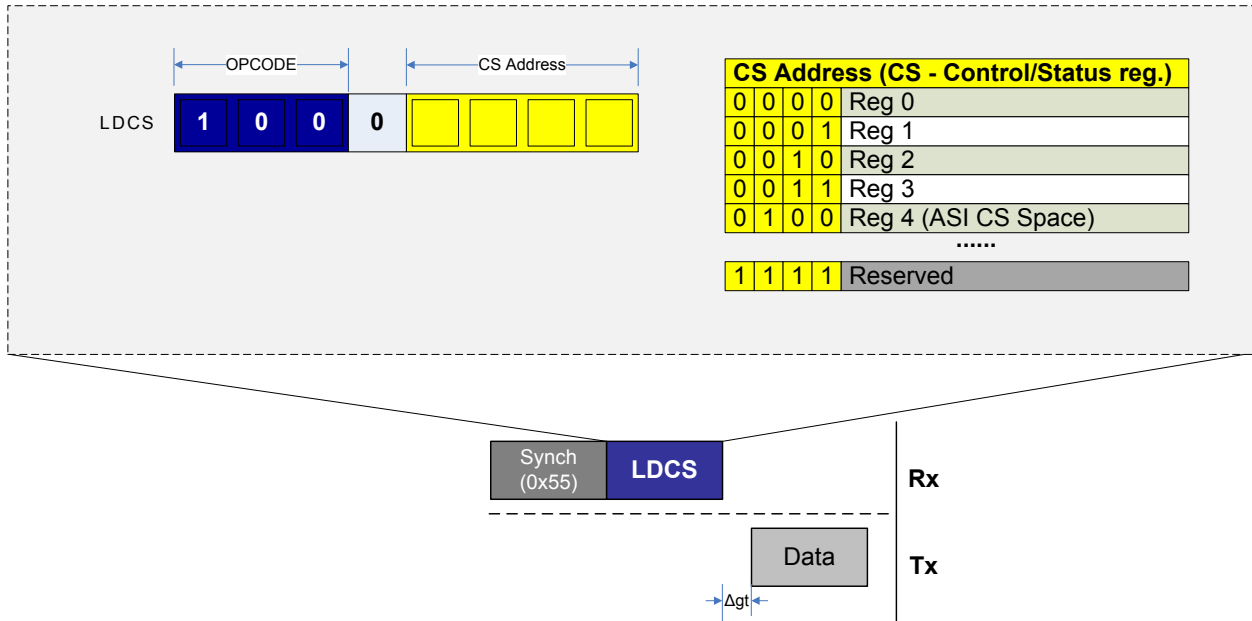 OPCODE
CS Address
LDCS
1 0 0 0
CS Address (CS - Control/Status reg.)
0 0 0 0 Reg 0
0 0 0 1 Reg 1
0 0 1 0 Reg 2
0 0 1 1 Reg 3
0 1 0 0 Reg 4 (ASI CS Space)
......
1 1 1 1 Reserved
Synch
(0x55)
LDCS
Rx
Data
Tx
Δgt